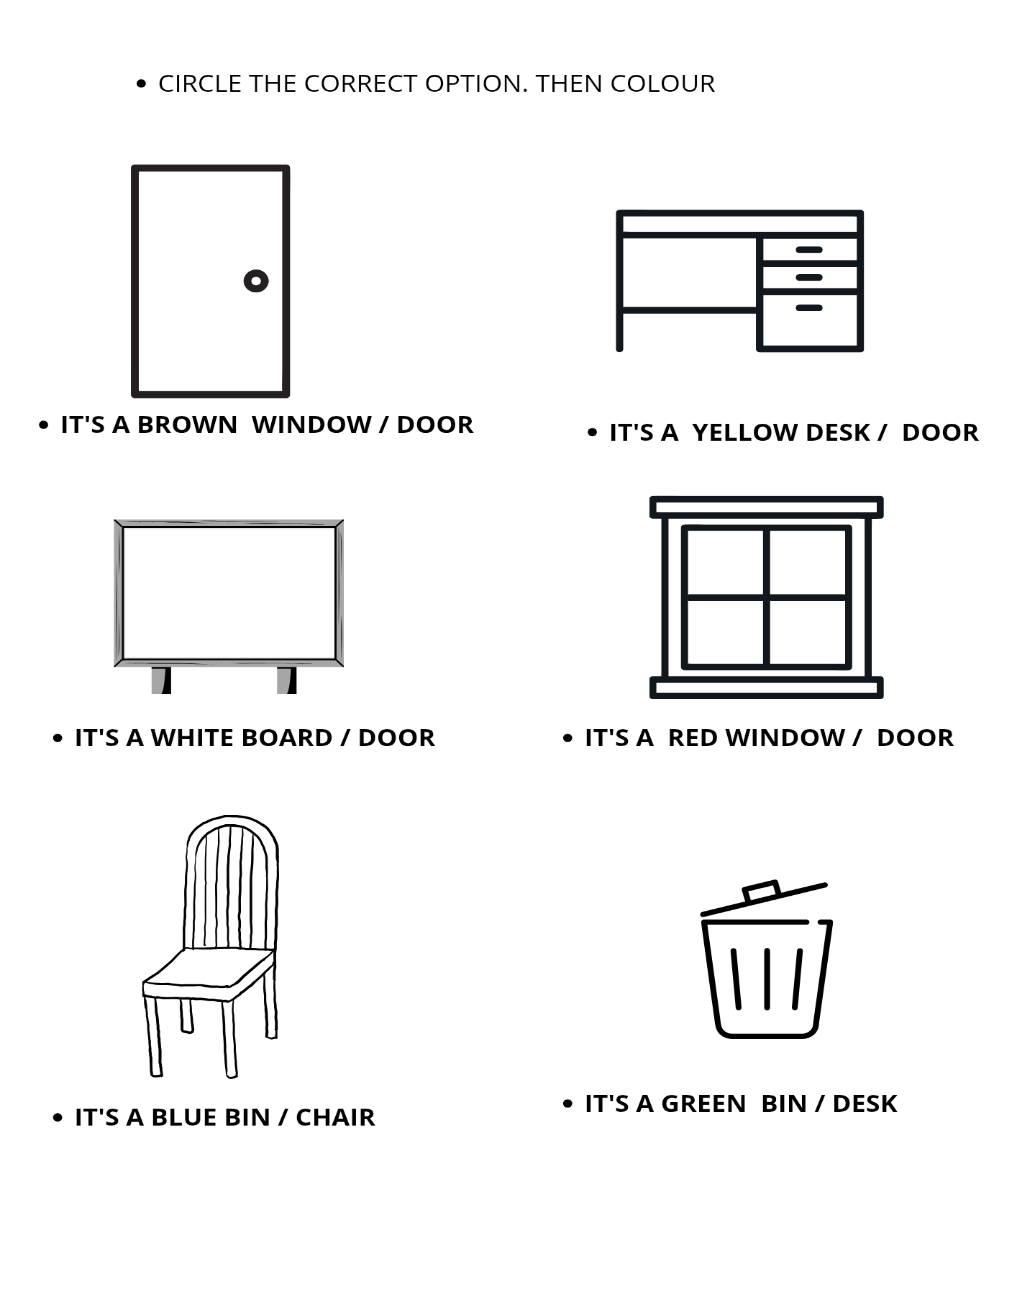 • CIRCLE THE CORRECT OPTION. THEN COLOUR
• IT'S A BROWN WINDOW / DOOR
• IT'S A YELLOW DESK / DOOR
• IT'S A WHITE BOARD / DOOR
• IT'S A RED WINDOW / DOOR
• IT'S A BLUE BIN / CHAIR
• IT'S A GREEN BIN / DESK